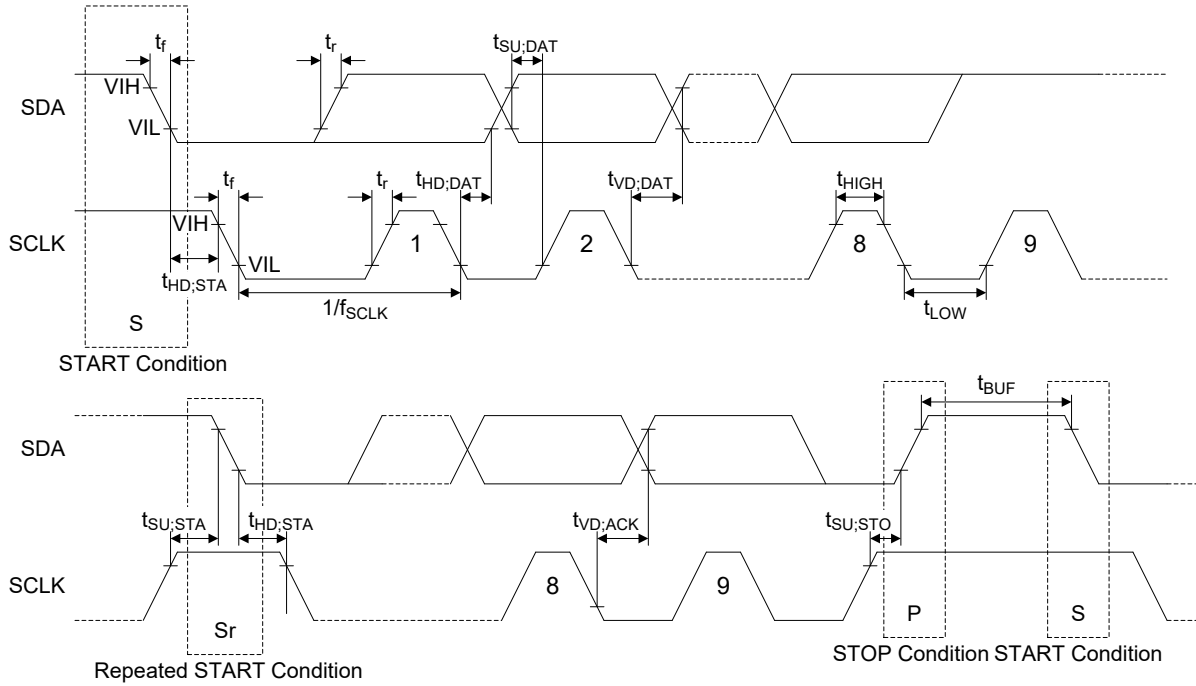 tf
tr
tSU;DAT
VIH
SDA
VIL
tf
tr
tHD;DAT
tVD;DAT
tHIGH
VIH
SCLK
1
2
8
9
VIL
tHD;STA
1/fSCLK
tLOW
S
START Condition
tBUF
SDA
tSU;STA
tHD;STA
tVD;ACK
tSU;STO
SCLK
8
9
Sr
P
S
Repeated START Condition
STOP Condition
START Condition